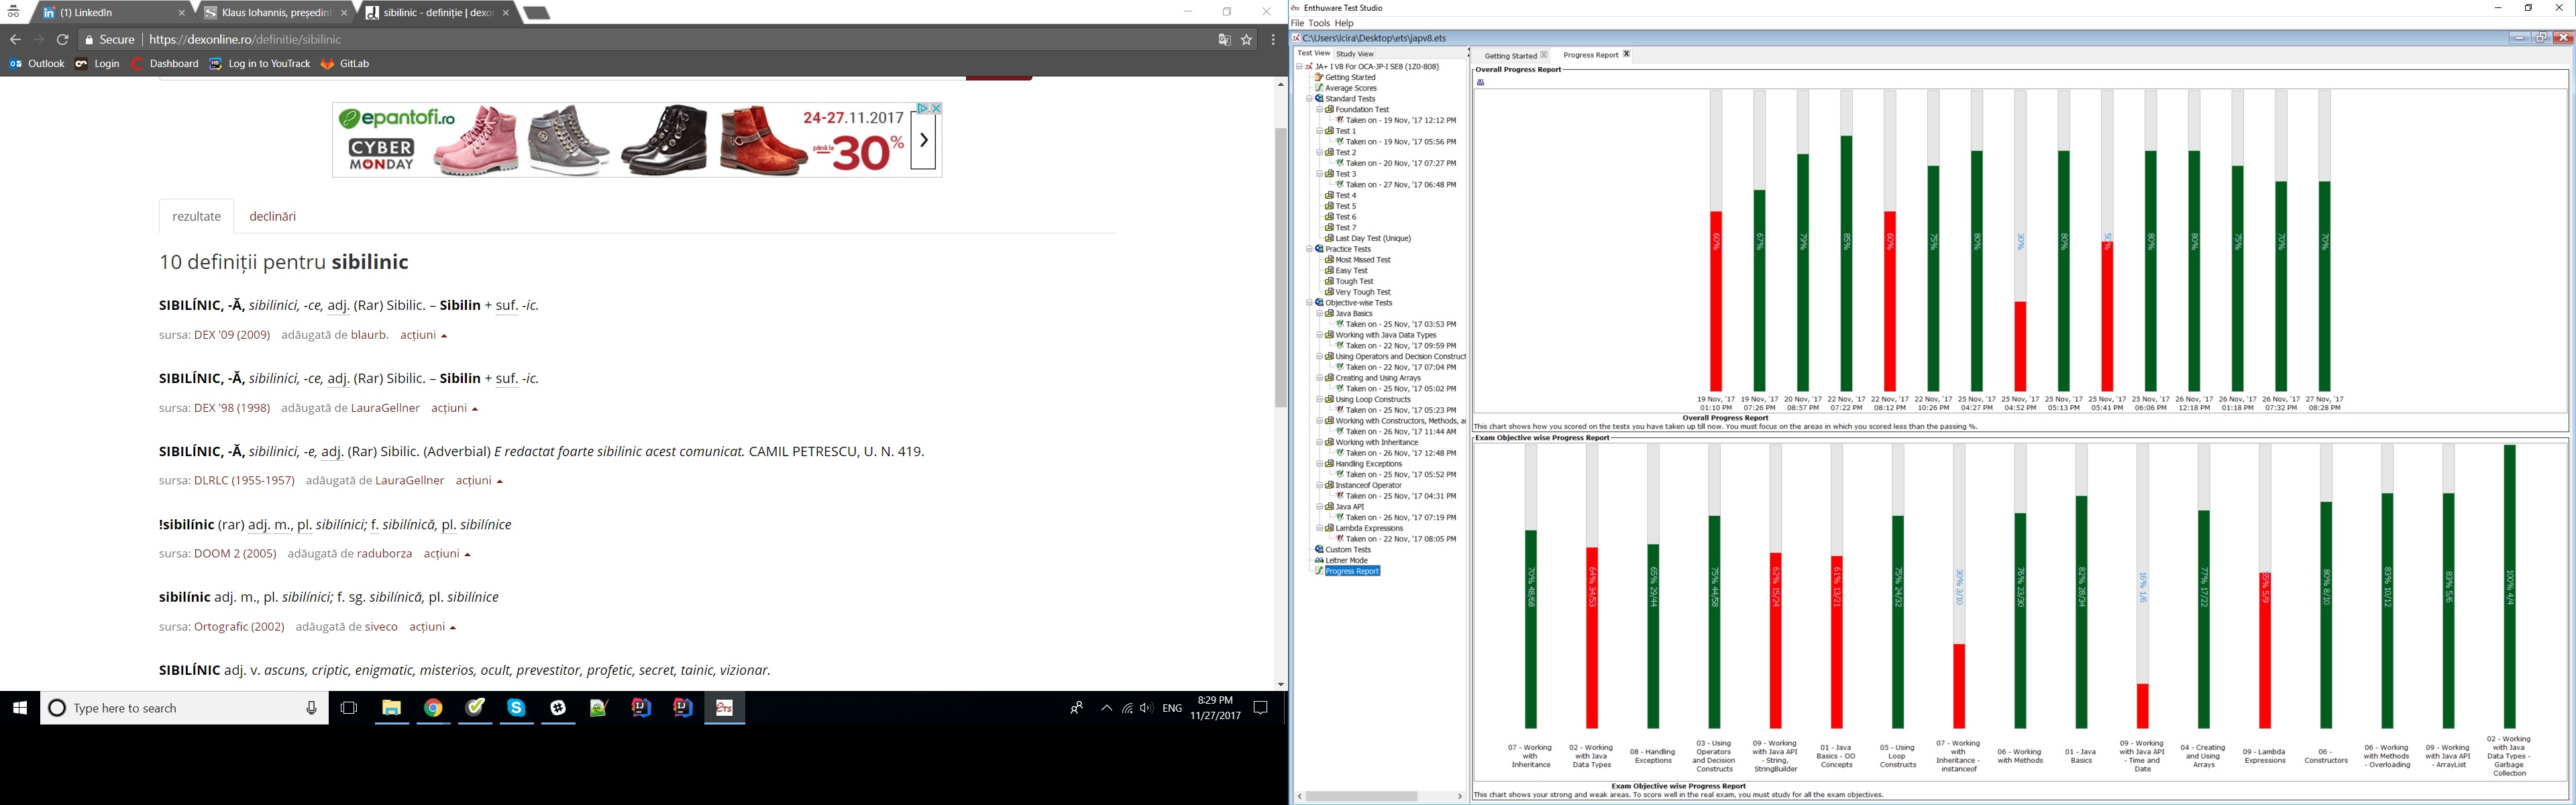 (1) LinkedIn
Klaus Iohannis, președint
sibilinic - definiție | dexo
Secure
https://dexonline.ro/definitie/sibilinic
Outlook
Login
Dashboard
Log in to YouTrack
GitLab
epantofi.ro
CYBER
MONDAY
24-27.11.2017
până la
-30%
rezultate
declinări
10 definiții pentru sibilinic
SIBILÍNIC, -Ă, sibilinici, -ce, adj. (Rar) Sibilic. – Sibilin + suf. -ic.
sursa: DEX '09 (2009) adăugată de blaurb. acțiuni
SIBILÍNIC, -Ă, sibilinici, -ce, adj. (Rar) Sibilic. – Sibilin + suf. -ic.
sursa: DEX '98 (1998) adăugată de LauraGellner acțiuni
SIBILÍNIC, -Ă, sibilinici, -e, adj. (Rar) Sibilic. (Adverbial) E redactat foarte sibilinic acest comunicat. CAMIL PETRESCU, U. N. 419.
sursa: DLRLC (1955-1957) adăugată de LauraGellner acțiuni
!sibilínic (rar) adj. m., pl. sibilínici; f. sibilínică, pl. sibilínice
sursa: DOOM 2 (2005) adăugată de raduborza acțiuni
sibilínic adj. m., pl. sibilínici; f. sg. sibilínică, pl. sibilínice
sursa: Ortografic (2002) adăugată de siveco acțiuni
SIBILÍNIC adj. v. ascuns, criptic, enigmatic, misterios, ocult, prevestitor, profetic, secret, tainic, vizionar.
Type here to search
ENG
8:29 PM
11/27/2017
Enthuware Test Studio
File Tools Help
C:\Users\lcira\Desktop\ets\japv8.ets
Test View Study View
JA+ I V8 For OCA-JP-I SE8 (1Z0-808)
Getting Started
Average Scores
Standard Tests
Foundation Test
Taken on - 19 Nov, '17 12:12 PM
Test 1
Taken on - 19 Nov, '17 05:56 PM
Test 2
Taken on - 20 Nov, '17 07:27 PM
Test 3
Taken on - 27 Nov, '17 06:48 PM
Test 4
Test 5
Test 6
Test 7
Last Day Test (Unique)
Practice Tests
Most Missed Test
Easy Test
Tough Test
Very Tough Test
Objective-wise Tests
Java Basics
Taken on - 25 Nov, '17 03:53 PM
Working with Java Data Types
Taken on - 22 Nov, '17 09:59 PM
Using Operators and Decision Construct
Taken on - 22 Nov, '17 07:04 PM
Creating and Using Arrays
Taken on - 25 Nov, '17 05:02 PM
Using Loop Constructs
Taken on - 25 Nov, '17 05:23 PM
Working with Constructors, Methods, a
Taken on - 26 Nov, '17 11:44 AM
Working with Inheritance
Taken on - 26 Nov, '17 12:48 PM
Handling Exceptions
Taken on - 25 Nov, '17 05:52 PM
Instanceof Operator
Taken on - 25 Nov, '17 04:31 PM
Java API
Taken on - 26 Nov, '17 07:19 PM
Lambda Expressions
Taken on - 22 Nov, '17 08:05 PM
Custom Tests
Leitner Mode
Progress Report
Getting Started
Progress Report
Overall Progress Report
60% 67% 79% 85% 60% 75% 80% 30% 80% 50% 80% 80% 75% 70% 70%
19 Nov, '17 19 Nov, '17 20 Nov, '17 22 Nov, '17 22 Nov, '17 22 Nov, '17 25 Nov, '17 25 Nov, '17 25 Nov, '17 25 Nov, '17 25 Nov, '17 26 Nov, '17 26 Nov, '17 26 Nov, '17 27 Nov, '17
01:10 PM 07:26 PM 08:57 PM 07:22 PM 08:12 PM 10:26 PM 04:27 PM 04:52 PM 05:13 PM 05:41 PM 06:06 PM 12:18 PM 01:18 PM 07:32 PM 08:28 PM
Overall Progress Report
This chart shows how you scored on the tests you have taken up till now. You must focus on the areas in which you scored less than the passing %.
Exam Objective wise Progress Report
70% 48/68
64% 34/53
65% 29/44
75% 44/58
62% 15/24
61% 13/21
75% 24/32
30% 3/10
76% 23/30
82% 28/34
16% 1/6
77% 17/22
55% 5/9
80% 8/10
83% 10/12
83% 5/6
100% 4/4
07 - Working
with
Inheritance
02 - Working
with Java
Data Types
08 - Handling
Exceptions
03 - Using
Operators
and Decision
Constructs
09 - Working
with Java API
- String,
StringBuilder
01 - Java
Basics - OO
Concepts
05 - Using
Loop
Constructs
07 - Working
with
Inheritance -
instanceof
06 - Working
with Methods
01 - Java
Basics
09 - Working
with Java API
- Time and
Date
04 - Creating
and Using
Arrays
09 - Lambda
Expressions
06 -
Constructors
06 - Working
with Methods
- Overloading
09 - Working
with Java API
- ArrayList
02 - Working
with Java
Data Types -
Garbage
Collection
Exam Objective wise Progress Report
This chart shows your strong and weak areas. To score well in the real exam, you must study for all the exam objectives.